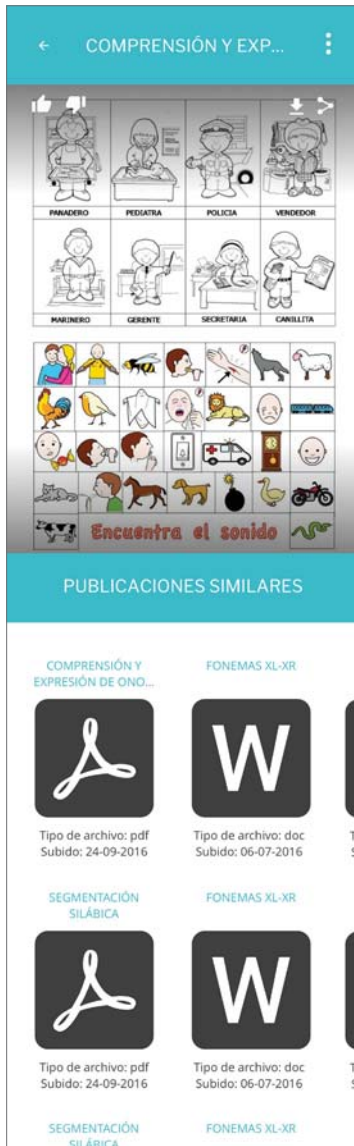 COMPRENSIÓN Y EXP...
PANADERO PEDIATRA POLICIA VENDEDOR
MARINERO GERENTE SECRETARIA CANILLITA
Encuentra el sonido
PUBLICACIONES SIMILARES
COMPRENSIÓN Y
EXPRESIÓN DE ONO...
FONEMAS XL-XR
W
Tipo de archivo: pdf
Subido: 24-09-2016
Tipo de archivo: doc
Subido: 06-07-2016
SEGMENTACIÓN
SILÁBICA
FONEMAS XL-XR
W
Tipo de archivo: pdf
Subido: 24-09-2016
Tipo de archivo: doc
Subido: 06-07-2016
SEGMENTACIÓN
SILÁBICA
FONEMAS XL-XR